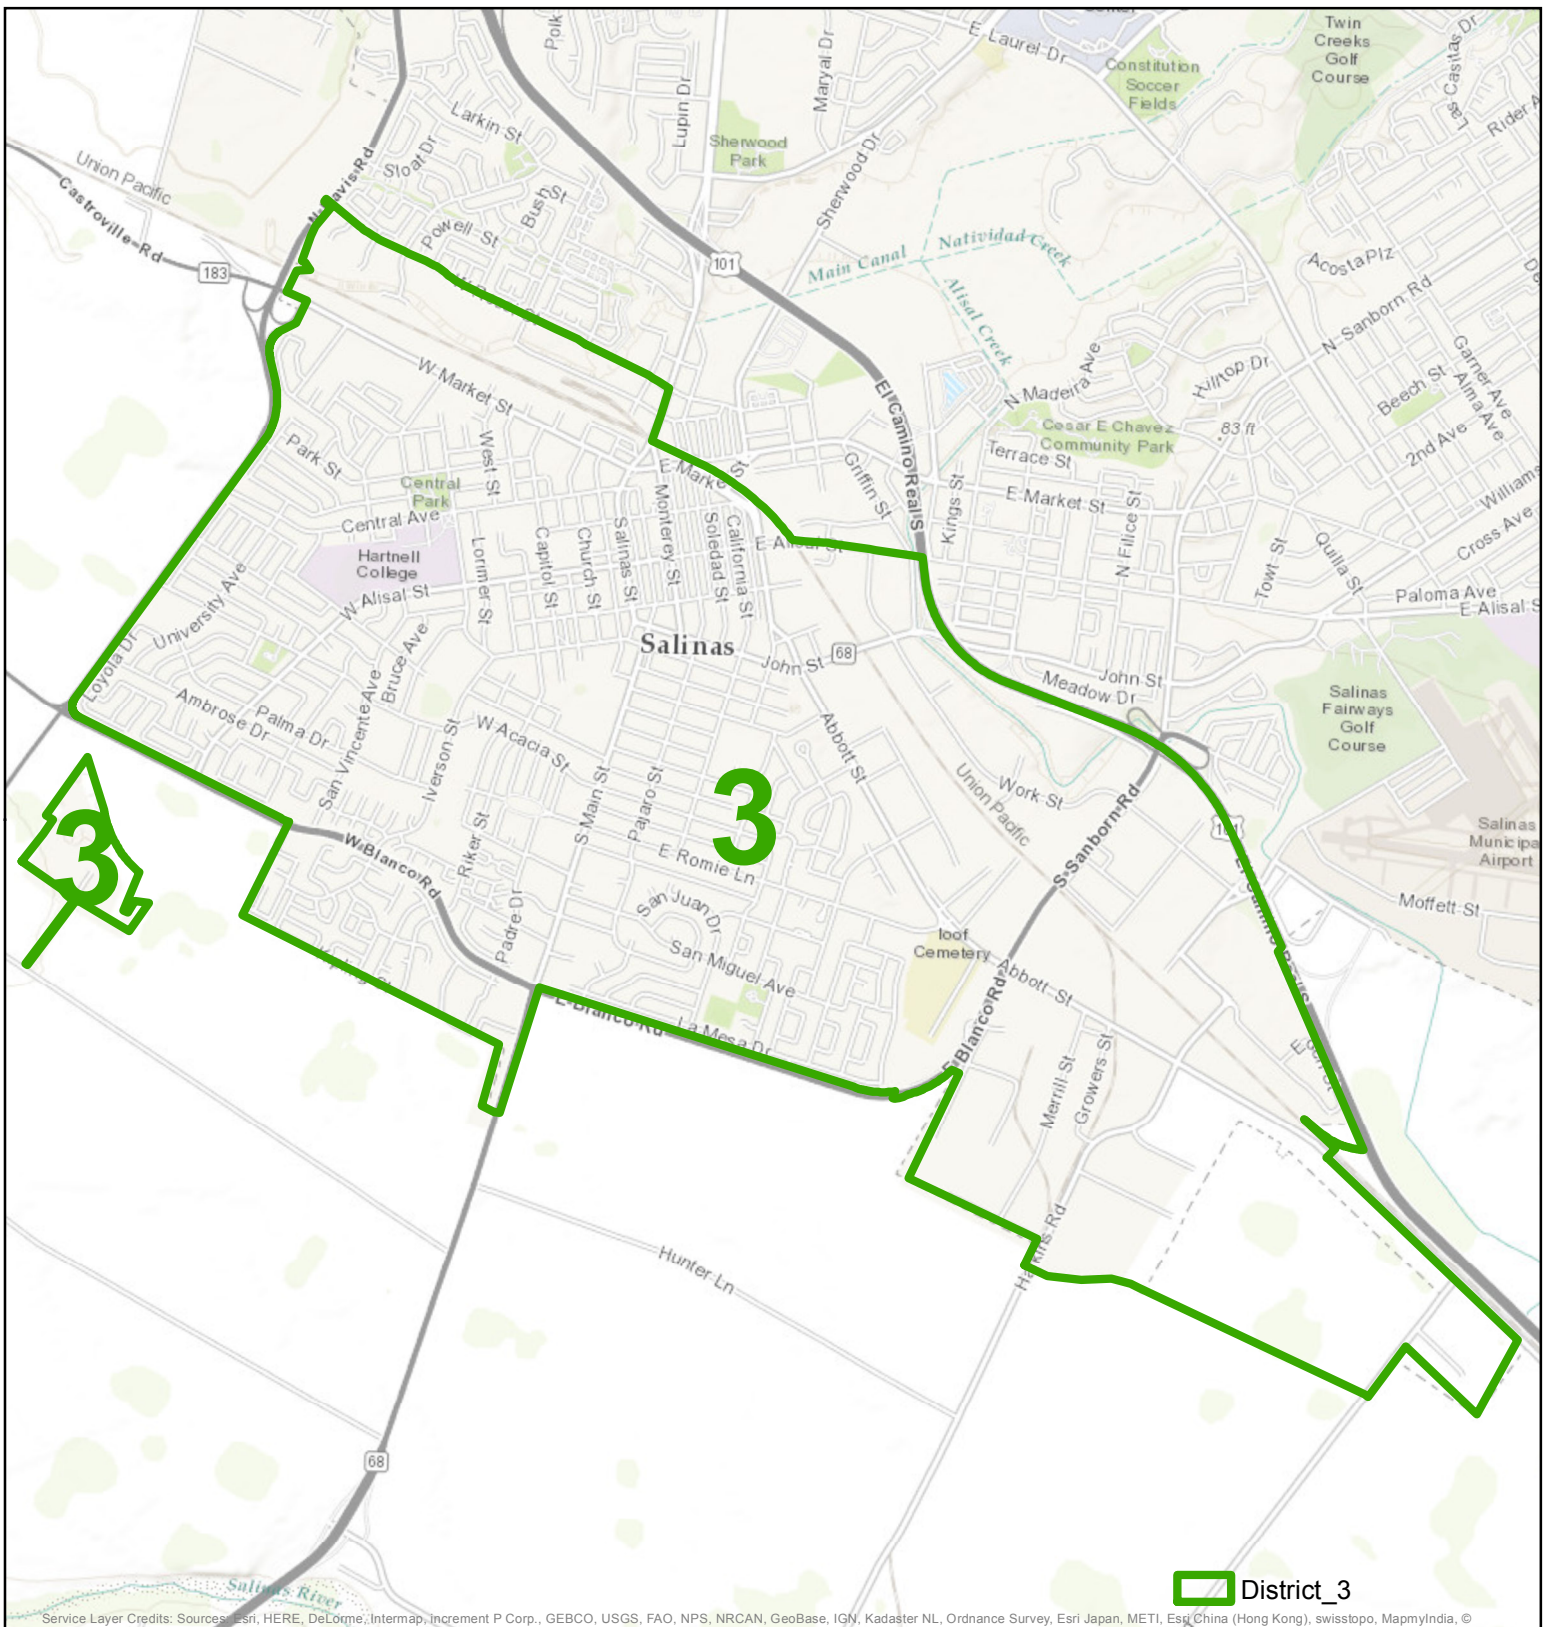 Twin
Creeks
Golf
Course
E Laurel Dr
Constitution
Soccer
Fields
Las Casitas Dr
Polk
Maryal Dr
Lupin Dr
Larkin St
Sloat Dr
Sherwood
Park
Sherwood Dr
Union Pacific
Castroville Rd
183
Bush St
Powell St
101
Main Canal
Natividad Creek
Alisal Creek
Acosta Plz
N Sanborn Rd
Garner Ave
Alma Ave
Beech St
2nd Ave
Hilltop Dr
N Madeira Ave
83 ft
Cesar E Chavez
Community Park
Terrace St
E Market St
El Camino Real S
Griffin St
Kings St
N Filice St
Williams
Cross Ave
Quilla St
Towt St
Paloma Ave
E Alisal S
W Market St
Park St
West St
Central
Park
Central Ave
Hartnell
College
W Alisal St
University Ave
Lorimer St
Capitol St
Church St
Salinas St
Monterey St
Soledad St
California St
E Alisal St
Salinas
John St
68
John St
Meadow Dr
Salinas
Fairways
Golf
Course
Loyola Dr
Ambrose Dr
Palma Dr
San Vincente Ave
Bruce Ave
Iverson St
W Acacia St
Abbott St
Union Pacific
Work St
S Sanborn Rd
101
Salinas
Municipa
Airport
Moffett St
3
3
S Main St
Pajaro St
E Romie Ln
Riker St
W Blanco Rd
Padre Dr
San Juan Dr
San Miguel Ave
Ioof
Cemetery
Abbott St
E Blanco Rd
E Blanco Rd
La Mesa Dr
Merrill St
Growers St
Hunter Ln
68
Salinas River
District_3
Service Layer Credits: Sources: Esri, HERE, DeLorme, Intermap, increment P Corp., GEBCO, USGS, FAO, NPS, NRCAN, GeoBase, IGN, Kadaster NL, Ordnance Survey, Esri Japan, METI, Esri China (Hong Kong), swisstopo, MapmyIndia, ©